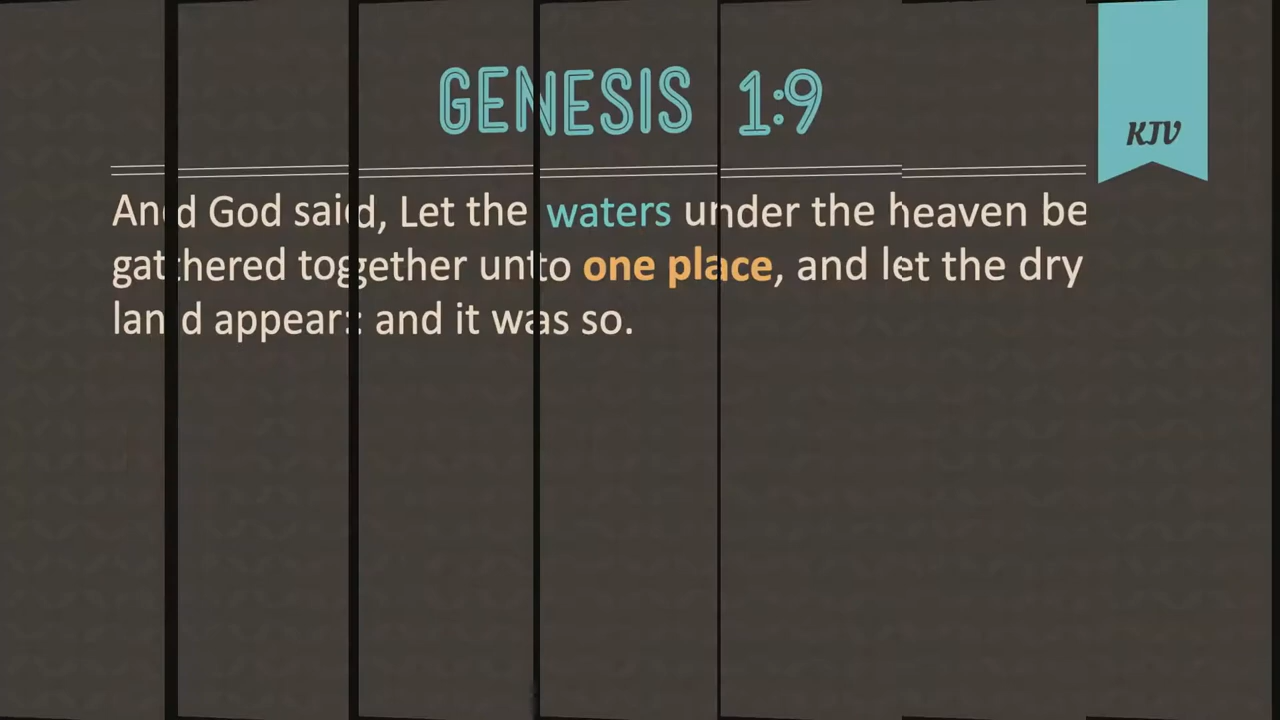 GENESIS 1:9
KJV
And God said, Let the waters under the heaven be
gathered together unto one place, and let the dry
land appear: and it was so.